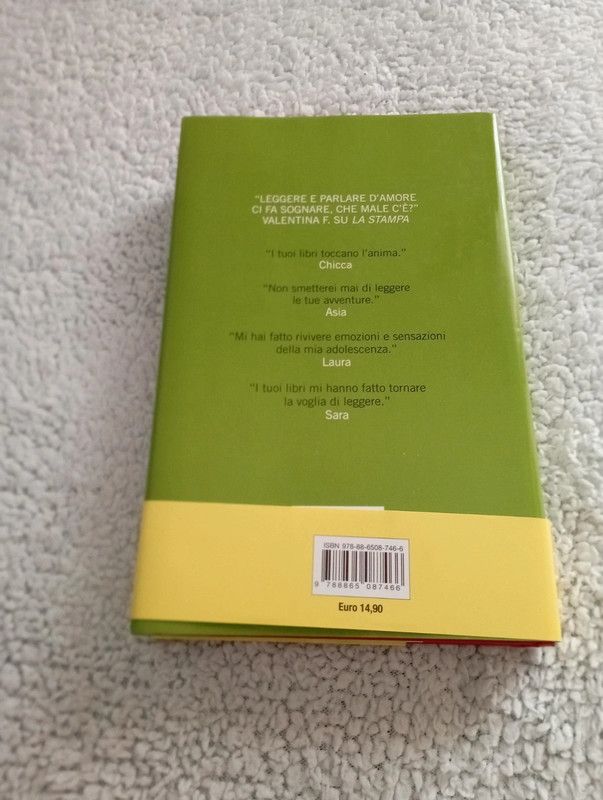 “LEGGERE E PARLARE D’AMORE
CI FA SOGNARE, CHE MALE C’È?”
VALENTINA F. SU LA STAMPA
“I tuoi libri toccano l’anima.”
Chicca
“Non smetterei mai di leggere
le tue avventure.”
Asia
“Mi hai fatto rivivere emozioni e sensazioni
della mia adolescenza.”
Laura
“I tuoi libri mi hanno fatto tornare
la voglia di leggere.”
Sara
ISBN 978-88-6508-746-6
9 788865 087466
Euro 14,90